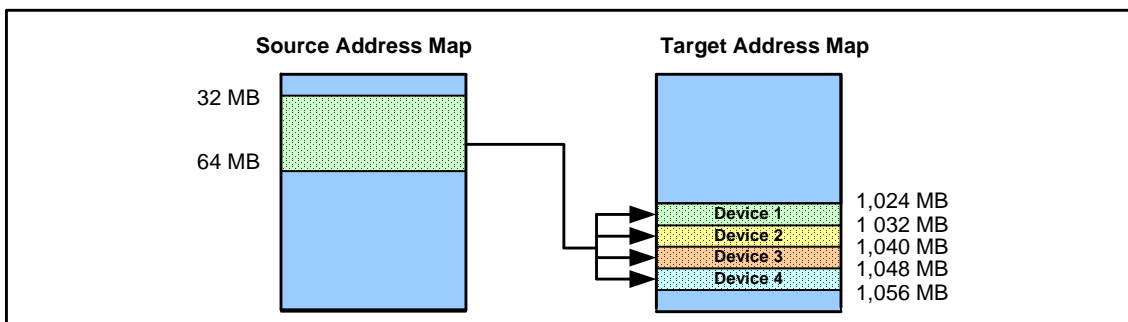 Source Address Map
Target Address Map
32 MB
64 MB
Device 1
Device 2
Device 3
Device 4
1,024 MB
1 032 MB
1,040 MB
1,048 MB
1,056 MB